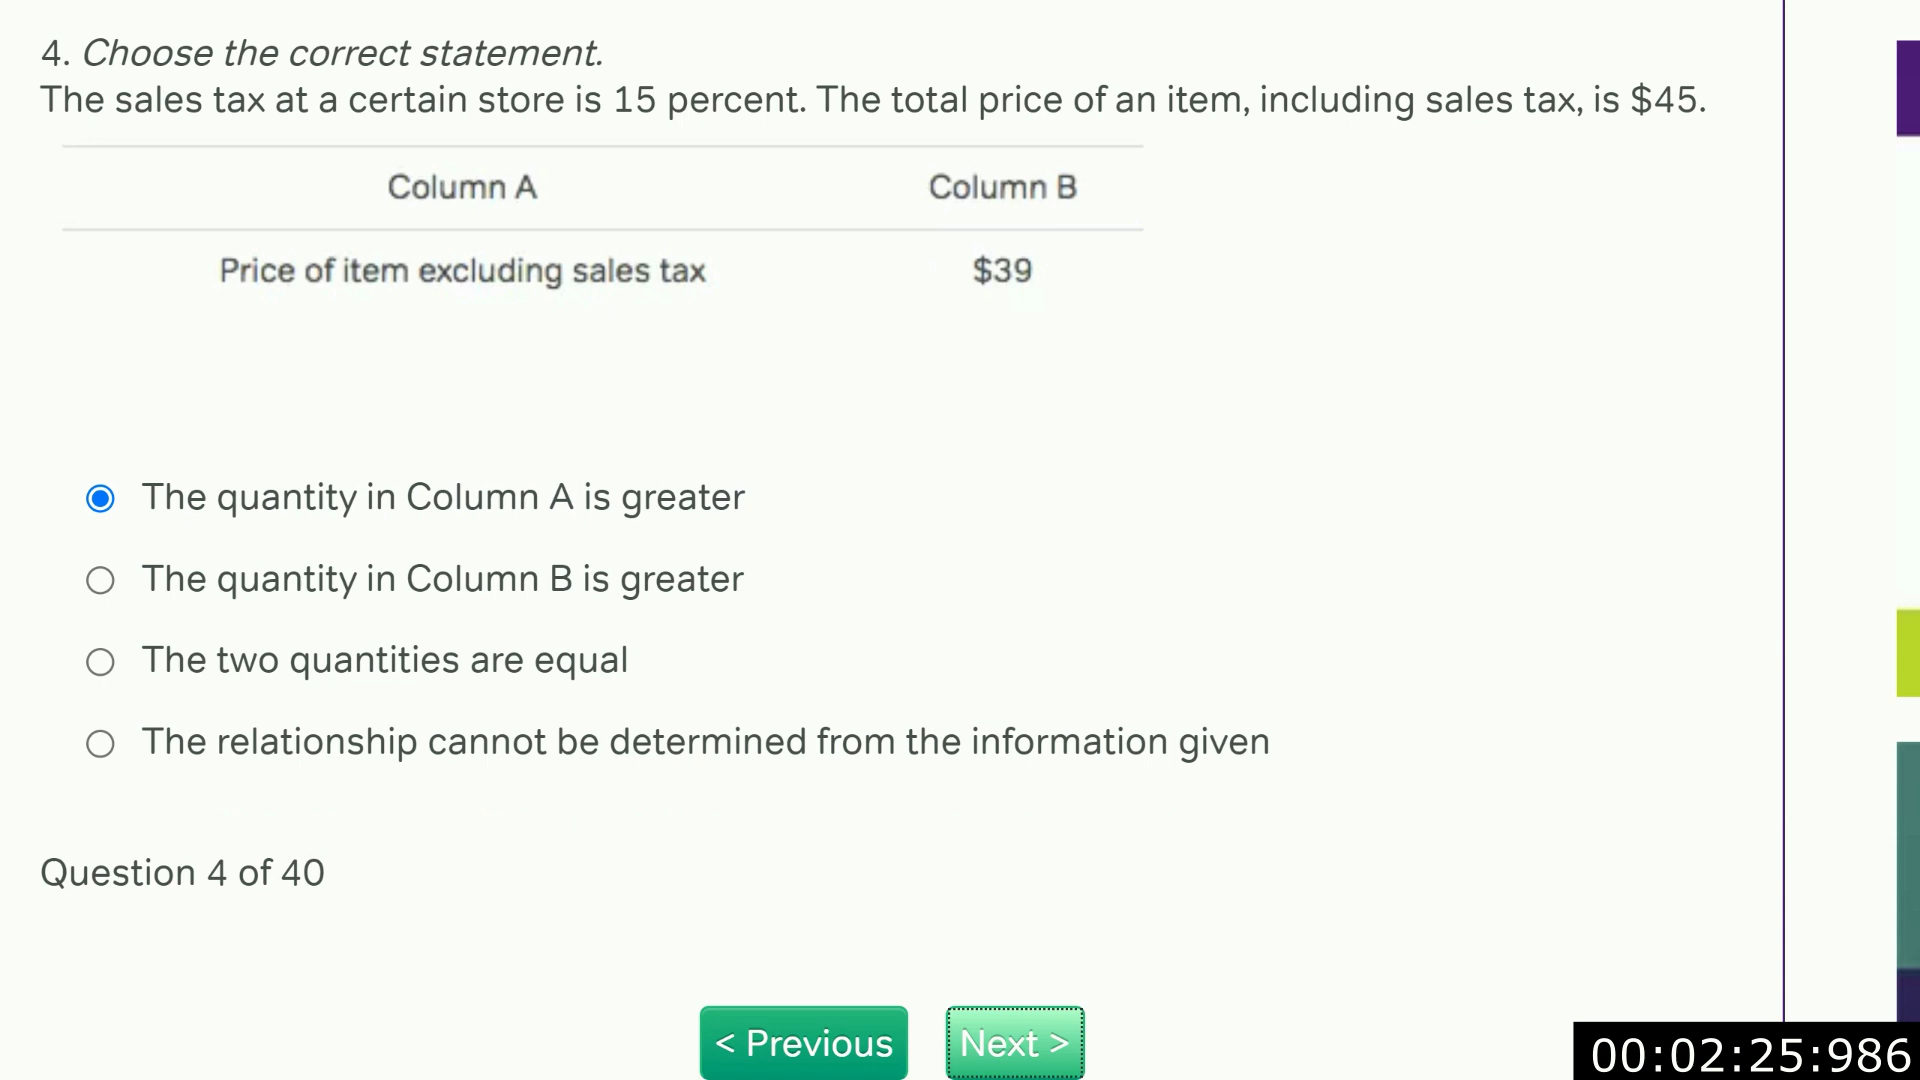 4. Choose the correct statement.
The sales tax at a certain store is 15 percent. The total price of an item, including sales tax, is $45.
Column A Column B
Price of item excluding sales tax $39
The quantity in Column A is greater
The quantity in Column B is greater
The two quantities are equal
The relationship cannot be determined from the information given
Question 4 of 40
< Previous Next >
00:02:25:986